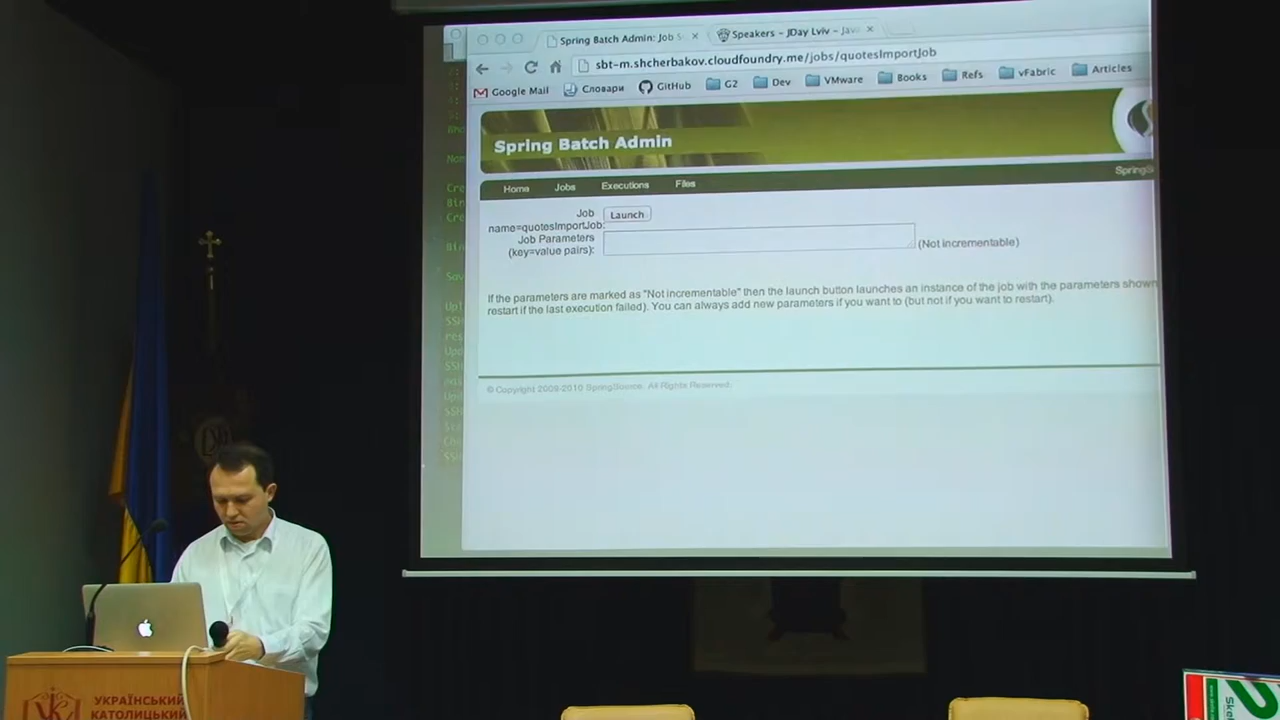 Spring Batch Admin: Job S
Speakers – JDay Lviv – Jav
sbt-m.shcherbakov.cloudfoundry.me/jobs/quotesImportJob
Google Mail
Словари
GitHub
G2
Dev
VMware
Books
Refs
vFabric
Articles
Spring Batch Admin
Home
Jobs
Executions
Files
SpringS
Job
name=quotesImportJob:
Launch
Job Parameters
(key=value pairs):
(Not incrementable)
If the parameters are marked as "Not incrementable" then the launch button launches an instance of the job with the parameters shown
restart if the last execution failed). You can always add new parameters if you want to (but not if you want to restart).
© Copyright 2009-2010 SpringSource. All Rights Reserved.
УКРАЇНСЬКИЙ
КАТОЛИЦЬКИЙ